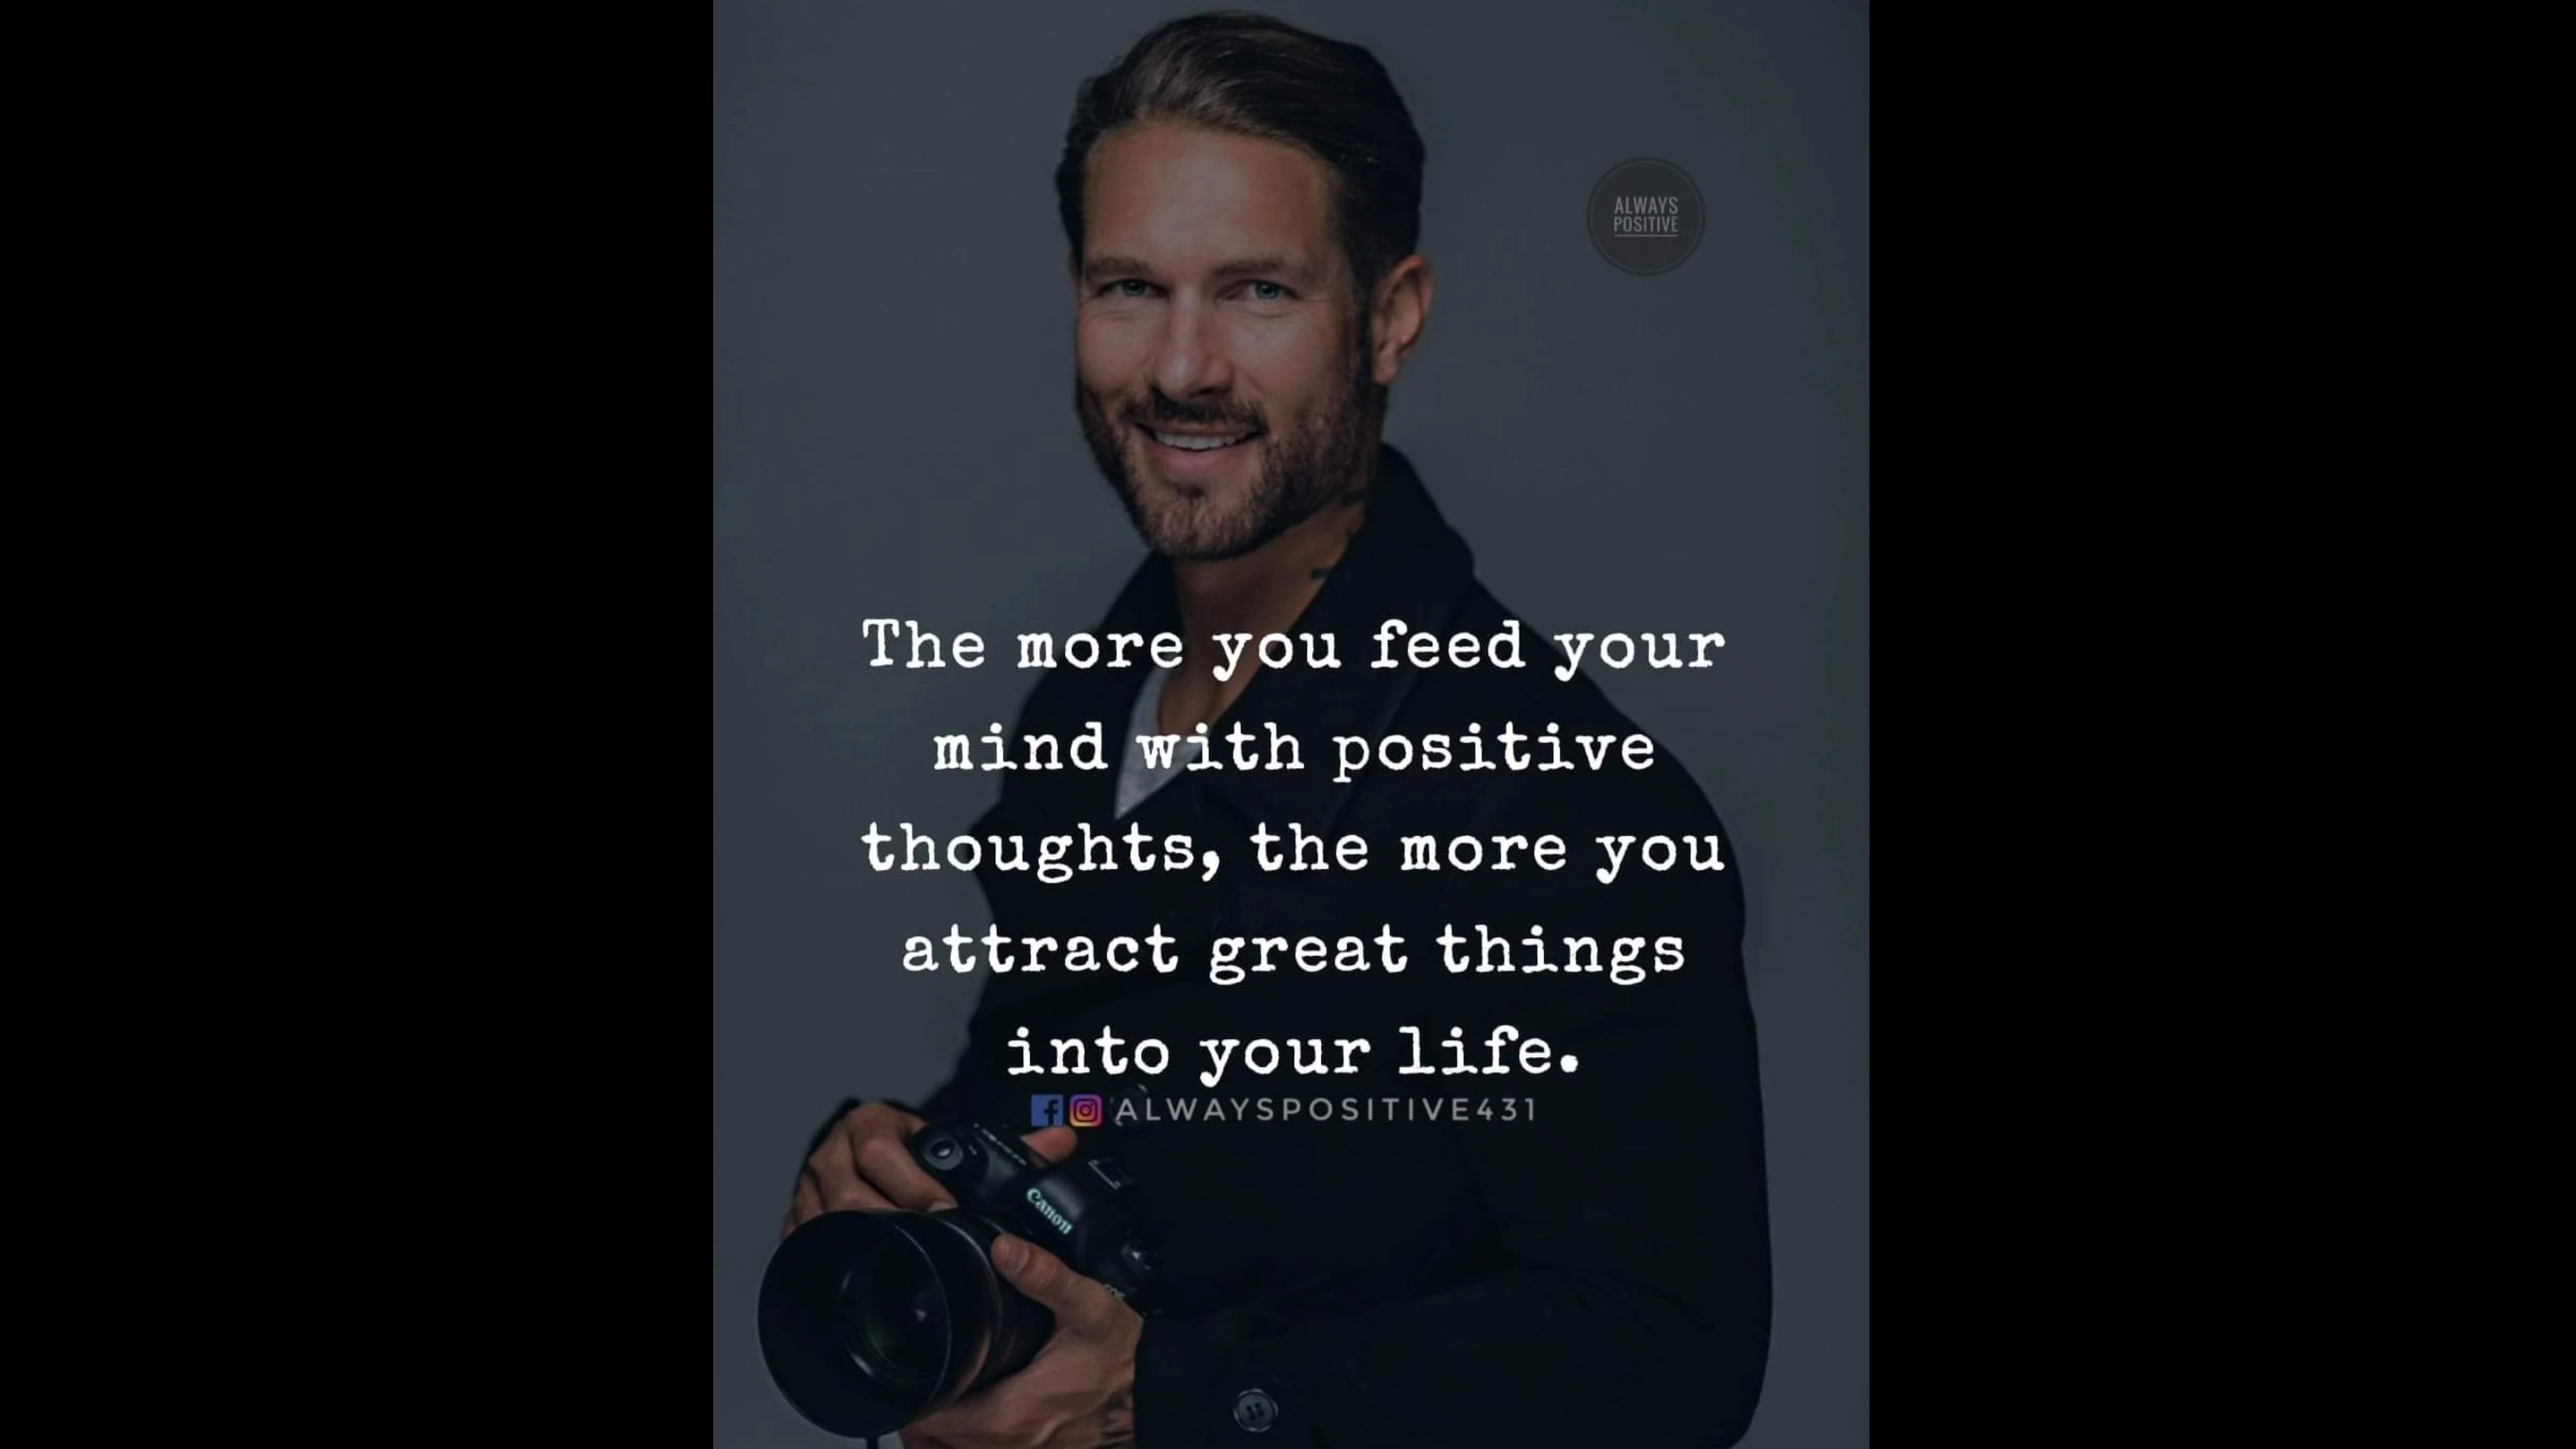 ALWAYS
POSITIVE
The more you feed your
mind with positive
thoughts, the more you
attract great things
into your life.
ALWAYSPOSITIVE431
Canon